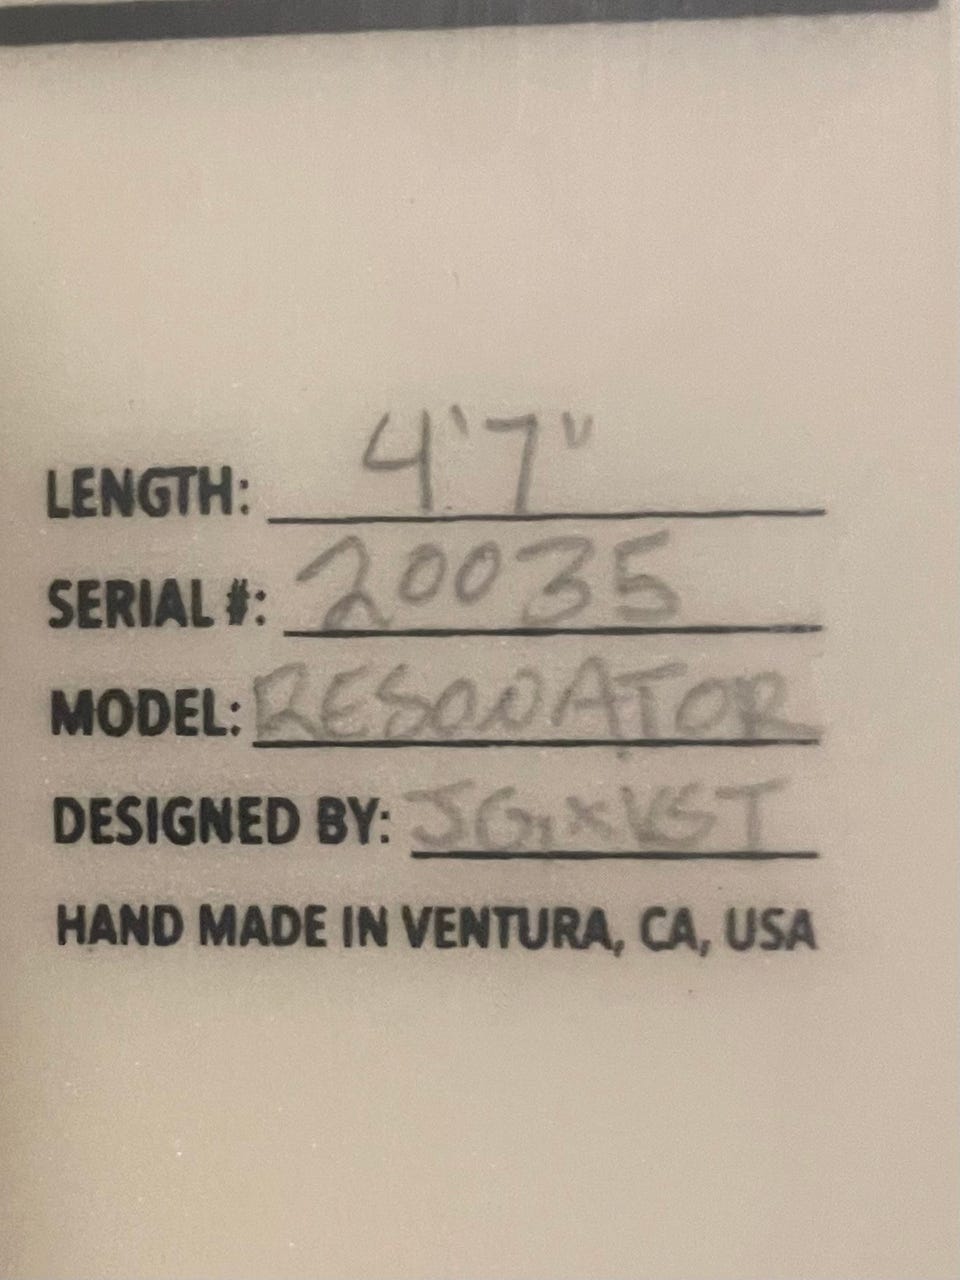 LENGTH: 4'7"
SERIAL #: 20035
MODEL: RESONATOR
DESIGNED BY: JG x VST
HAND MADE IN VENTURA, CA, USA